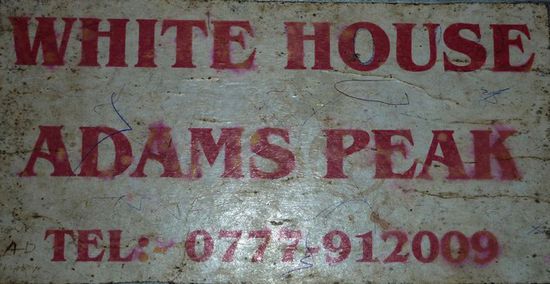 WHITE HOUSE
ADAMS PEAK
TEL:- 0777-912009